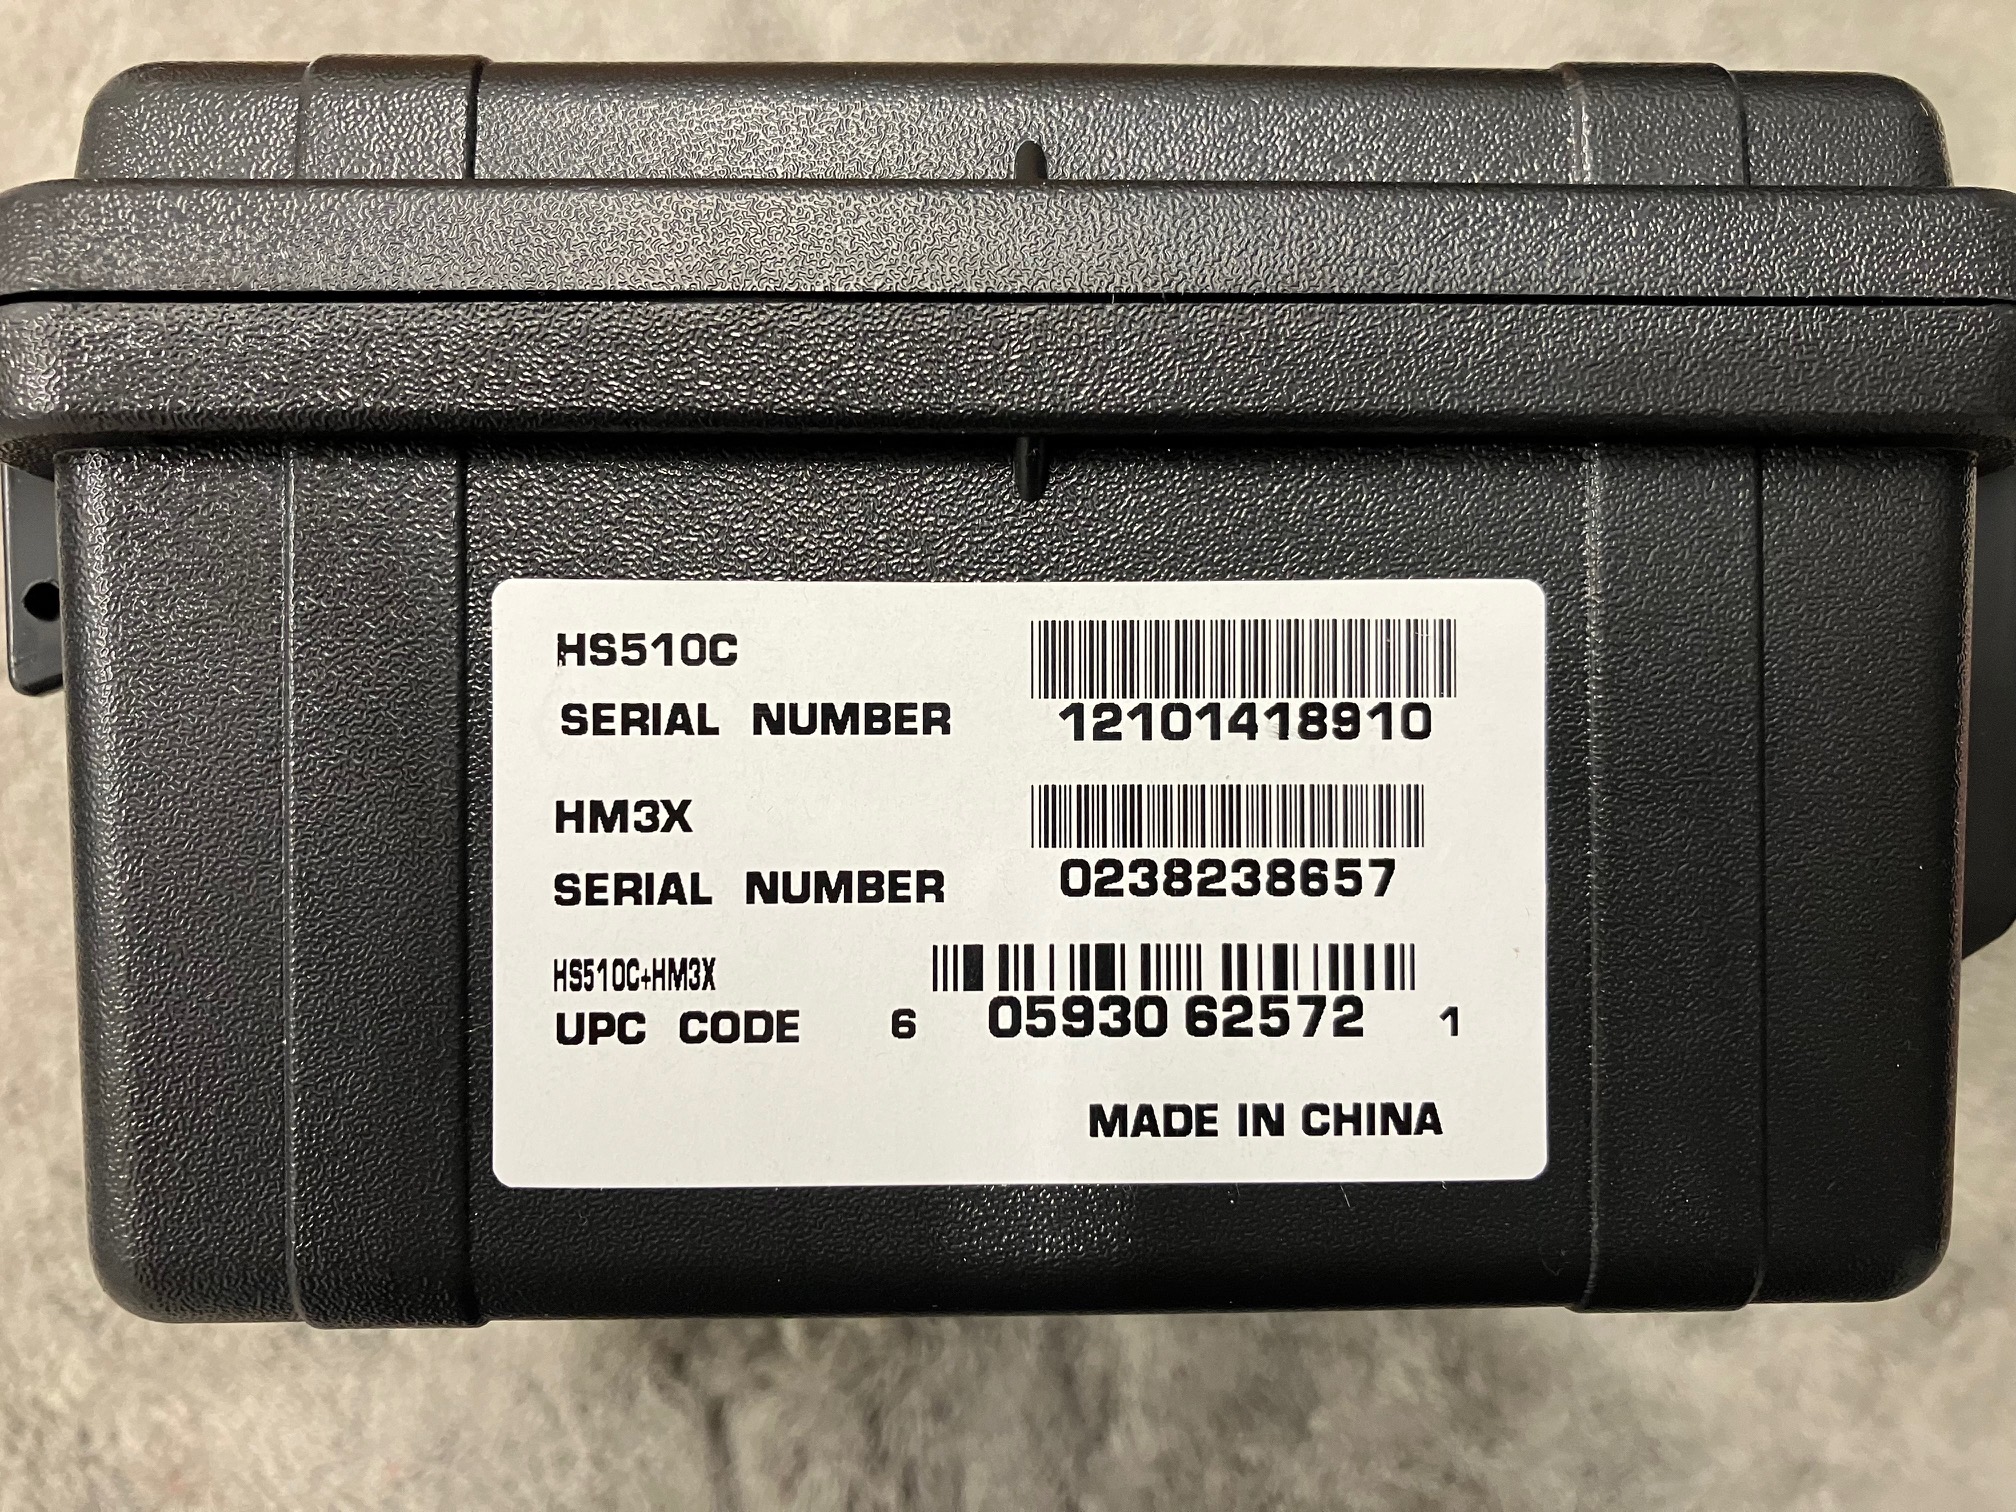 HS510C
SERIAL NUMBER 12101418910
HM3X
SERIAL NUMBER 0238238657
HS510C+HM3X
UPC CODE 6 05930 62572 1
MADE IN CHINA